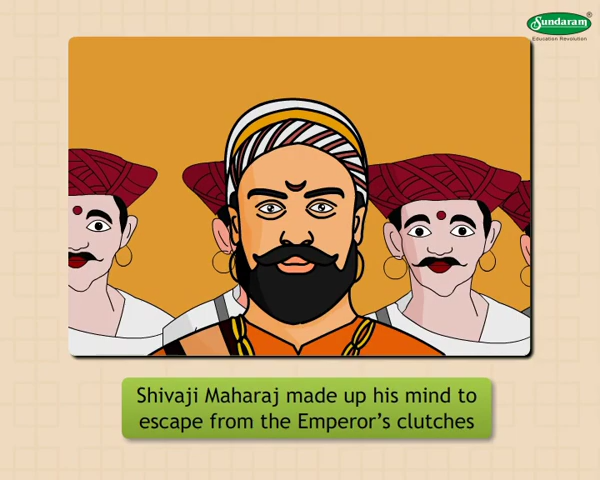 Sundaram®
Education Revolution
Shivaji Maharaj made up his mind to
escape from the Emperor’s clutches